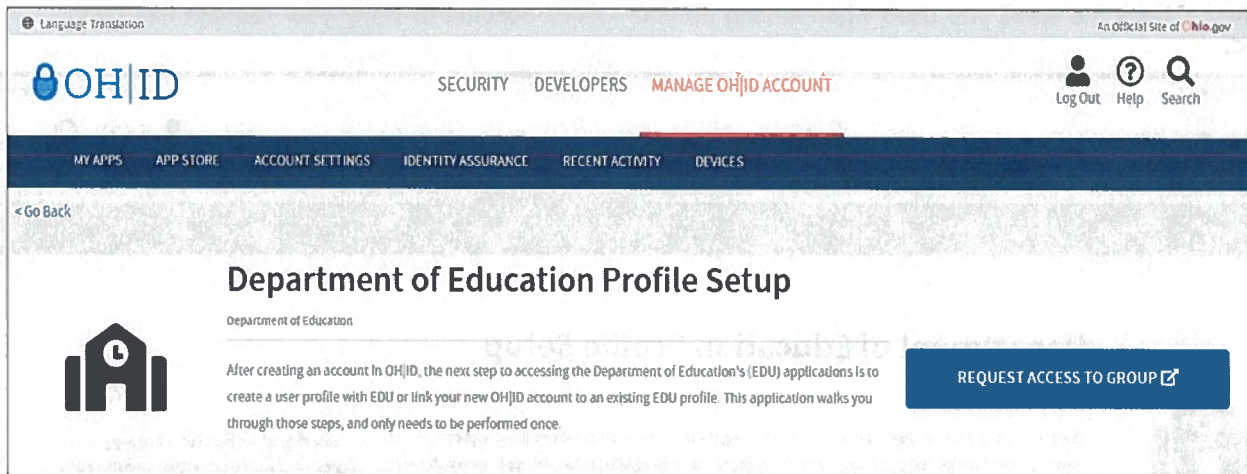 Language Translation
An Official Site of Ohio.gov
OH|ID
SECURITY DEVELOPERS MANAGE OH|ID ACCOUNT
Log Out Help Search
MY APPS APP STORE ACCOUNT SETTINGS IDENTITY ASSURANCE RECENT ACTIVITY DEVICES
< Go Back
Department of Education Profile Setup
Department of Education
After creating an account in OH|ID, the next step to accessing the Department of Education's (EDU) applications is to
create a user profile with EDU or link your new OH|ID account to an existing EDU profile. This application walks you
through those steps, and only needs to be performed once.
REQUEST ACCESS TO GROUP